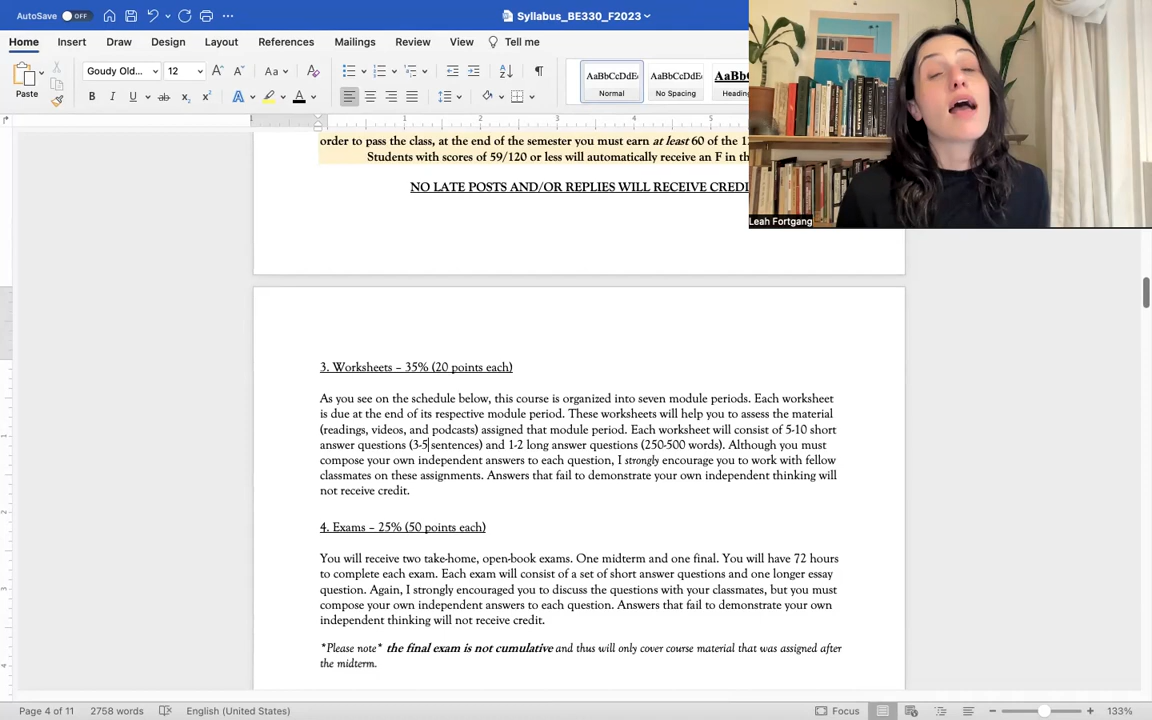 AutoSave OFF
Syllabus_BE330_F2023
Home Insert Draw Design Layout References Mailings Review View Tell me
Paste
Goudy Old... 12
B I U ab x₂ x²
AaBbCcDdE AaBbCcDdE AaBb
Normal No Spacing Heading
1 1 2 3 4 5
Leah Fortgang
order to pass the class, at the end of the semester you must earn at least 60 of the
Students with scores of 59/120 or less will automatically receive an F in th
NO LATE POSTS AND/OR REPLIES WILL RECEIVE CREDI
3. Worksheets – 35% (20 points each)
As you see on the schedule below, this course is organized into seven module periods. Each worksheet
is due at the end of its respective module period. These worksheets will help you to assess the material
(readings, videos, and podcasts) assigned that module period. Each worksheet will consist of 5-10 short
answer questions (3-5 sentences) and 1-2 long answer questions (250-500 words). Although you must
compose your own independent answers to each question, I strongly encourage you to work with fellow
classmates on these assignments. Answers that fail to demonstrate your own independent thinking will
not receive credit.
4. Exams – 25% (50 points each)
You will receive two take-home, open-book exams. One midterm and one final. You will have 72 hours
to complete each exam. Each exam will consist of a set of short answer questions and one longer essay
question. Again, I strongly encouraged you to discuss the questions with your classmates, but you must
compose your own independent answers to each question. Answers that fail to demonstrate your own
independent thinking will not receive credit.
*Please note* the final exam is not cumulative and thus will only cover course material that was assigned after
the midterm.
Page 4 of 11 2758 words English (United States) Focus 133%